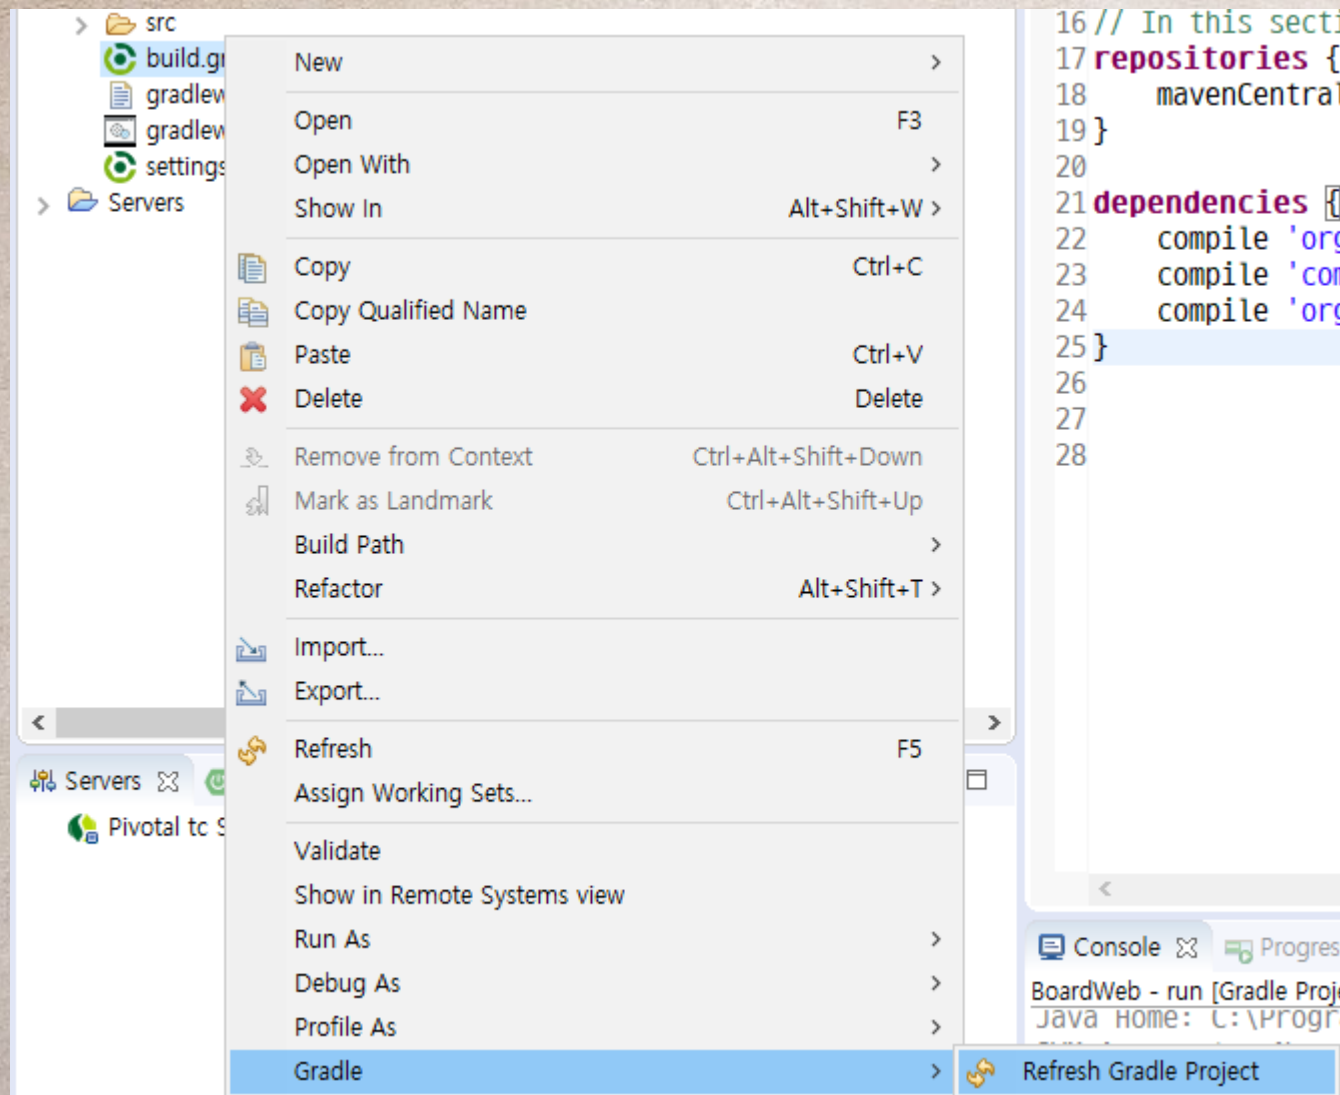 src
build.gr
gradlew
gradlew
settings
Servers
New
Open F3
Open With
Show In Alt+Shift+W
Copy Ctrl+C
Copy Qualified Name
Paste Ctrl+V
Delete Delete
Remove from Context Ctrl+Alt+Shift+Down
Mark as Landmark Ctrl+Alt+Shift+Up
Build Path
Refactor Alt+Shift+T
Import...
Export...
Refresh F5
Assign Working Sets...
Validate
Show in Remote Systems view
Run As
Debug As
Profile As
Gradle
Refresh Gradle Project
Servers
Pivotal tc S
16 // In this secti
17 repositories {
18 mavenCentral
19 }
20
21 dependencies {
22 compile 'org
23 compile 'com
24 compile 'org
25 }
26
27
28
Console Progres
BoardWeb - run [Gradle Proje
Java Home: C:\Progra